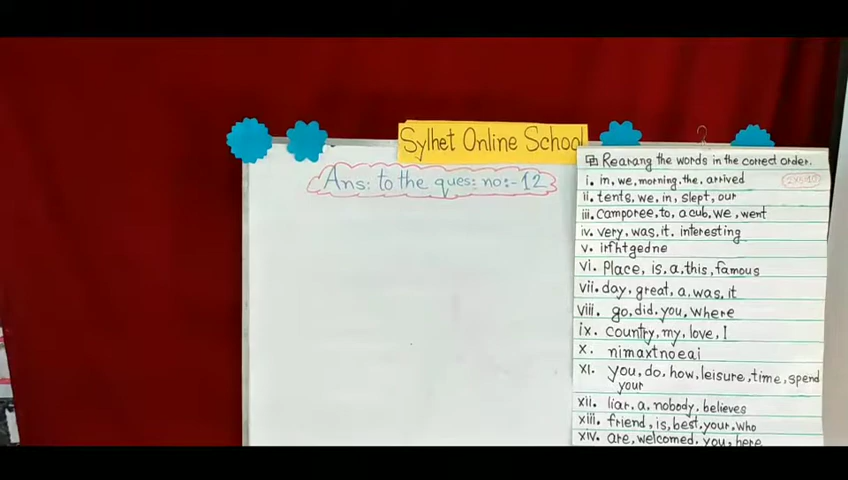 Sylhet Online School
Ans: to the ques: no:-12
Rearang the words in the correct order.
i. in, we, morning, the, arrived
ii. tents, we, in, slept, our
iii. camporee, to, a cub, we, went
iv. very, was, it, interesting
v. irfhtgedne
vi. Place, is, a, this, famous
vii. day, great, a, was, it
viii. go, did, you, where
ix. country, my, love, I
x. nimaxtnoeai
xi. you, do, how, leisure, time, spend
your
xii. liar, a, nobody, believes
xiii. friend, is, best, your, who
xiv. are, welcomed, you, here